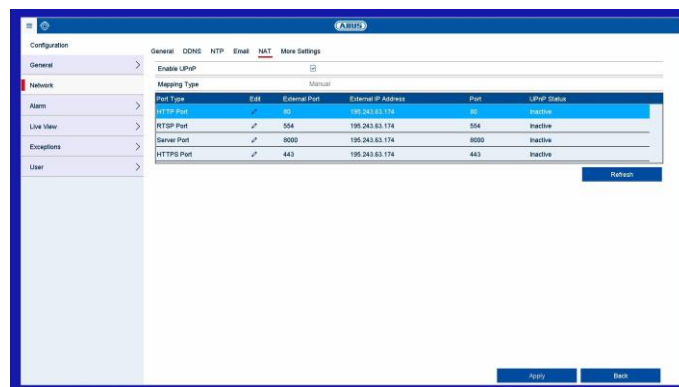 ABUS
Configuration
General DDNS NTP Email NAT More Settings
General
Enable UPnP
Network
Mapping Type Manual
Port Type Edit External Port External IP Address Port UPnP Status
Alarm
HTTP Port 80 195.243.63.174 80 Inactive
Live View
RTSP Port 554 195.243.63.174 554 Inactive
Server Port 8000 195.243.63.174 8000 Inactive
Exceptions
HTTPS Port 443 195.243.63.174 443 Inactive
User
Refresh
Apply Back